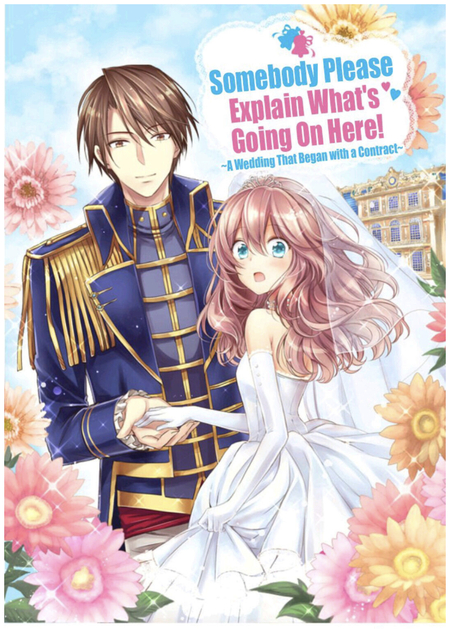 Somebody Please
Explain What's
Going On Here!
~A Wedding That Began with a Contract~